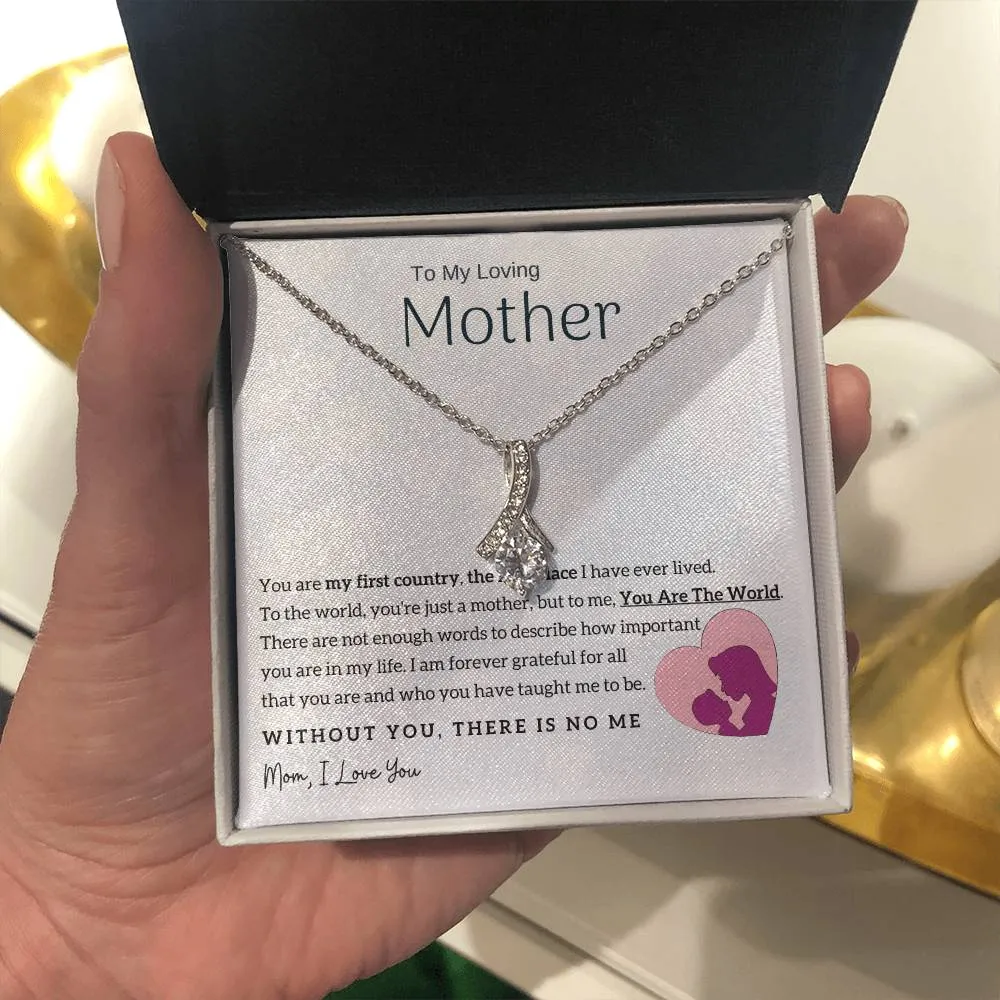 To My Loving
Mother
You are my first country, the I have ever lived.
To the world, you're just a mother, but to me, You Are The World.
There are not enough words to describe how important
you are in my life. I am forever grateful for all
that you are and who you have taught me to be.
WITHOUT YOU, THERE IS NO ME
Mom, I Love You